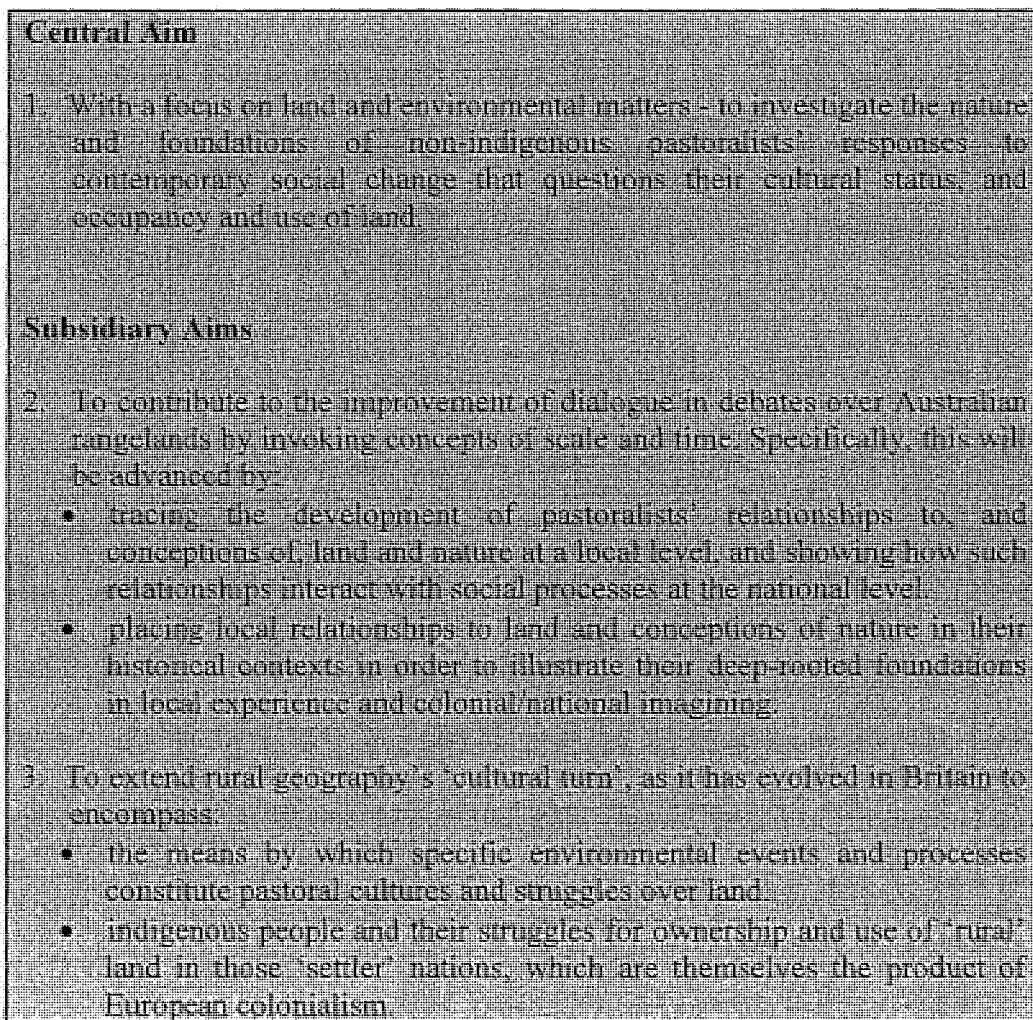 Central Aim
1. With a focus on land and environmental matters - to investigate the nature
and foundations of non-indigenous pastoralists' responses to
contemporary social change that questions their cultural status, and
occupancy and use of land.
Subsidiary Aims
2. To contribute to the improvement of dialogue in debates over Australian
rangelands by invoking concepts of scale and time. Specifically, this will
be advanced by:
• tracing the development of pastoralists' relationships to, and
conceptions of, land and nature at a local level, and showing how such
relationships interact with social processes at the national level.
• placing local relationships to land and conceptions of nature in their
historical contexts in order to illustrate their deep-rooted foundations
in local experience and colonial/national imagining.
3. To extend rural geography's 'cultural turn', as it has evolved in Britain to
encompass:
• the means by which specific environmental events and processes
constitute pastoral cultures and struggles over land
• indigenous people and their struggles for ownership and use of 'rural'
land in those 'settler' nations, which are themselves the product of
European colonialism.